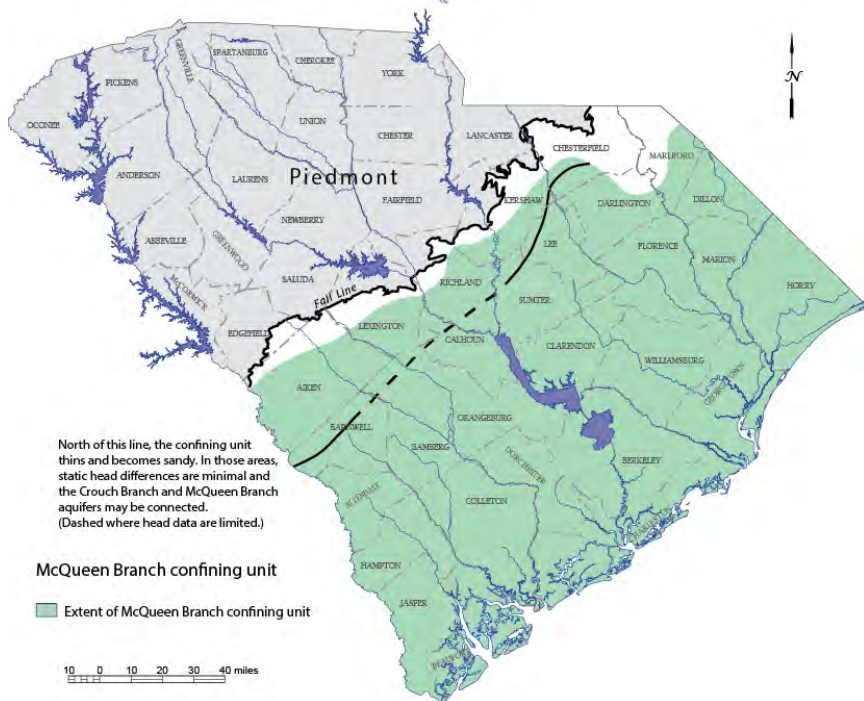 SPARTANBURG
CHEROKEE
YORK
GREENVILLE
PICKENS
OCONEE
UNION
CHESTER
LANCASTER
CHESTERFIELD
MARLFORD
ANDERSON
LAURENS
Piedmont
FAIRFIELD
KERSHAW
DARLINGTON
DILLON
NEWBERRY
ABBEVILLE
GREENWOOD
LEE
FLORENCE
MARION
SALUDA
RICHLAND
HORRY
McCORMICK
Fall Line
SUMTER
EDGEFIELD
LEXINGTON
CALHOUN
CLARENDON
WILLIAMSBURG
GEORGETOWN
AIKEN
ORANGEBURG
BARNWELL
BAMBERG
DORCHESTER
BERKELEY
ALLENDALE
COLLETON
CHARLESTON
HAMPTON
JASPER
BEAUFORT
N
North of this line, the confining unit
thins and becomes sandy. In those areas,
static head differences are minimal and
the Crouch Branch and McQueen Branch
aquifers may be connected.
(Dashed where head data are limited.)
McQueen Branch confining unit
Extent of McQueen Branch confining unit
10 0 10 20 30 40 miles